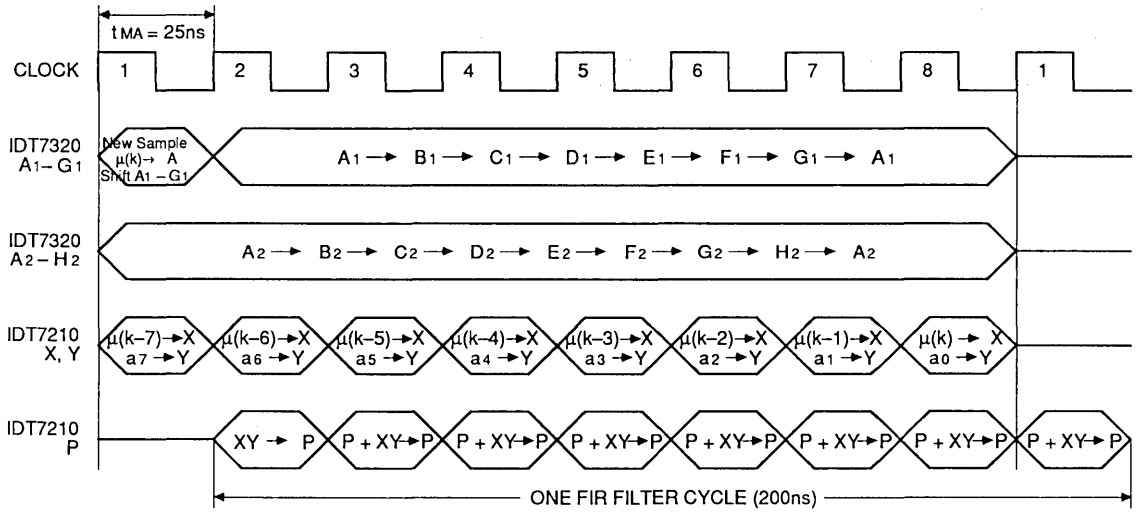 t MA = 25ns
CLOCK 1 2 3 4 5 6 7 8 1
IDT7320
A1–G1
New Sample
μ(k)→ A
Shift A1 – G1
A1 → B1 → C1 → D1 → E1 → F1 → G1 → A1
IDT7320
A2–H2
A2 → B2 → C2 → D2 → E2 → F2 → G2 → H2 → A2
IDT7210
X, Y
μ(k–7)→X μ(k–6)→X μ(k–5)→X μ(k–4)→X μ(k–3)→X μ(k–2)→X μ(k–1)→X μ(k) → X
a7 →Y a6 →Y a5 →Y a4 →Y a3 →Y a2 →Y a1 →Y a0 →Y
IDT7210
P
XY → P P + XY→P P + XY→P P + XY→P P + XY→P P + XY→P P + XY→P P + XY→P
ONE FIR FILTER CYCLE (200ns)